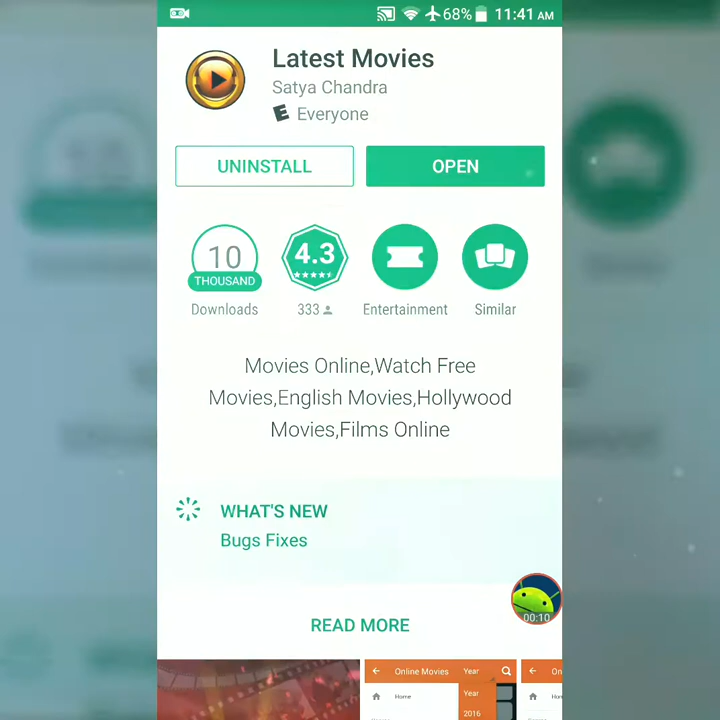 68% 11:41 AM
Latest Movies
Satya Chandra
E Everyone
UNINSTALL OPEN
10 THOUSAND 4.3
Downloads 333 Entertainment Similar
Movies Online,Watch Free
Movies,English Movies,Hollywood
Movies,Films Online
WHAT'S NEW
Bugs Fixes
00:10
READ MORE
Online Movies Year
Home Year
2016